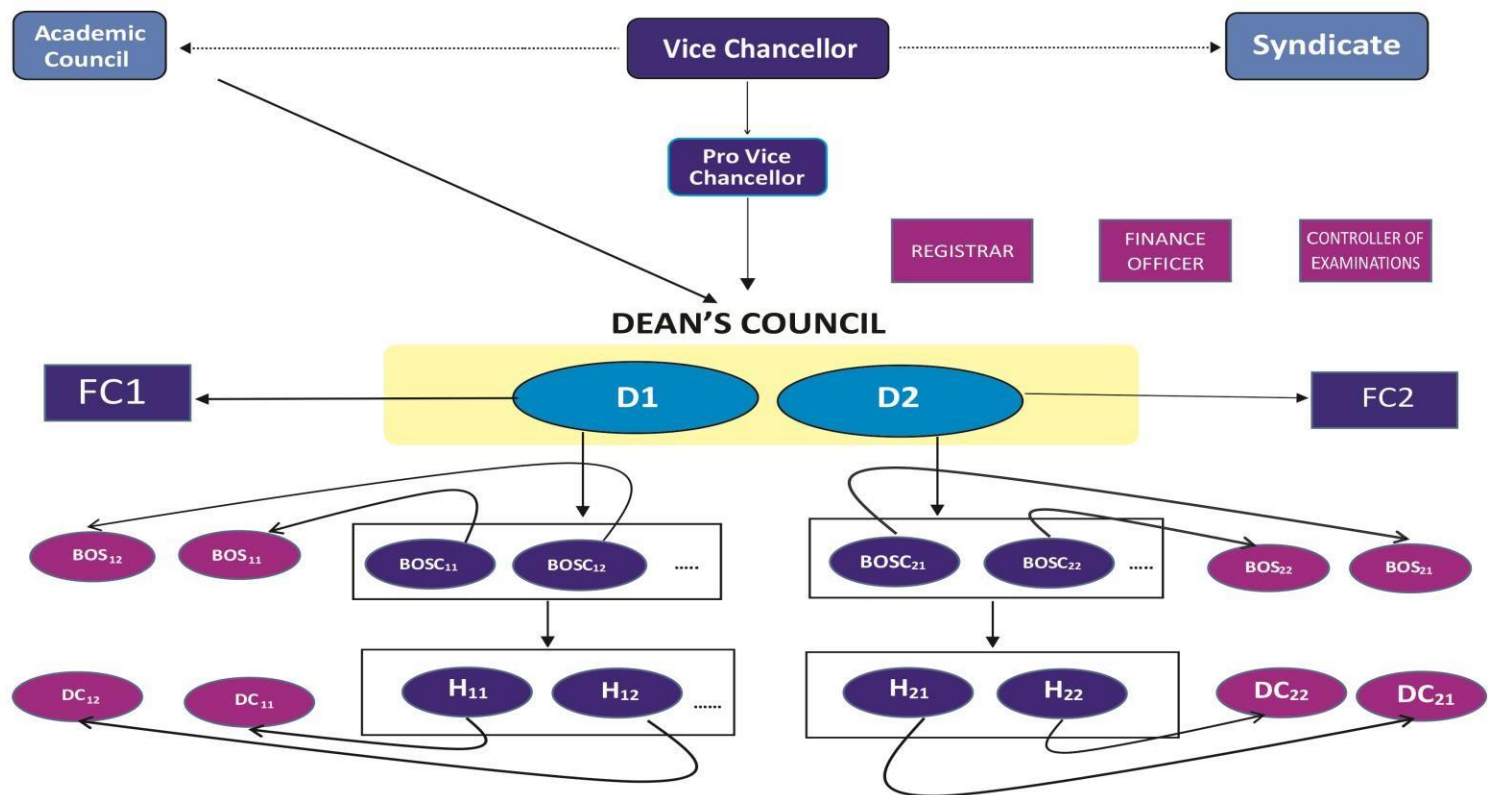 Academic
Council
Vice Chancellor
Syndicate
Pro Vice
Chancellor
REGISTRAR
FINANCE
OFFICER
CONTROLLER OF
EXAMINATIONS
DEAN'S COUNCIL
FC1
D1
D2
FC2
BOS₁₂
BOS₁₁
BOSC₁₁
BOSC₁₂
.....
BOSC₂₁
BOSC₂₂
.....
BOS₂₂
BOS₂₁
DC₁₂
DC₁₁
H₁₁
H₁₂
......
H₂₁
H₂₂
DC₂₂
DC₂₁